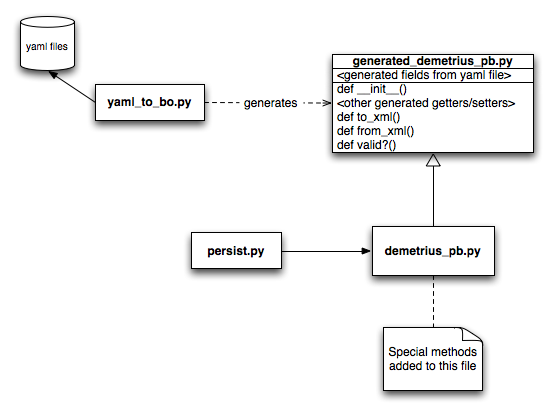 yaml files
generated_demetrius_pb.py
<generated fields from yaml file>
def __init__()
<other generated getters/setters>
def to_xml()
def from_xml()
def valid?()
yaml_to_bo.py
generates
persist.py
demetrius_pb.py
Special methods
added to this file